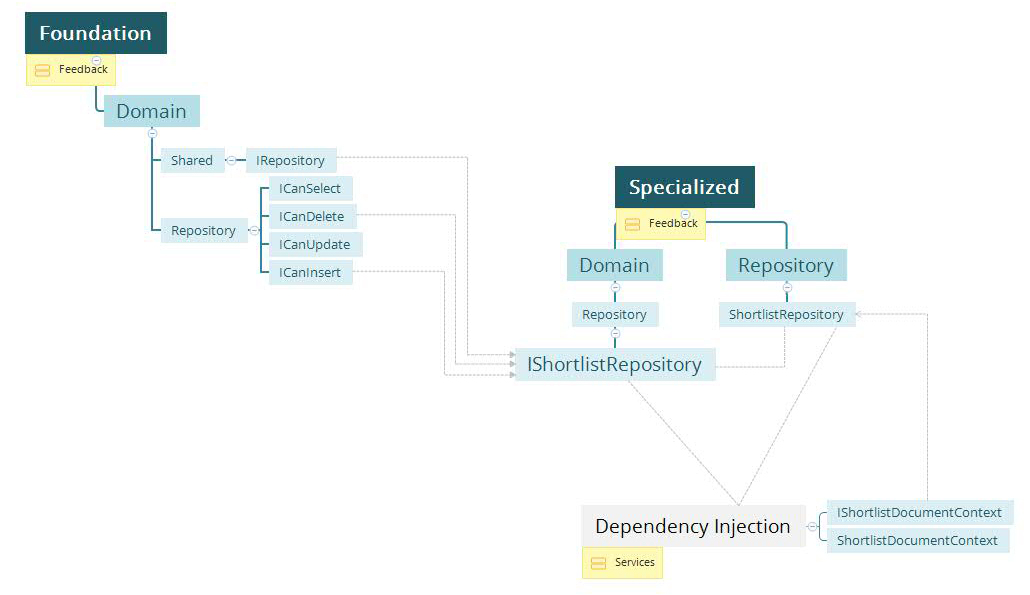 Foundation
Feedback
Domain
Shared
IRepository
ICanSelect
ICanDelete
Repository
ICanUpdate
ICanInsert
Specialized
Feedback
Domain
Repository
Repository
ShortlistRepository
IShortlistRepository
Dependency Injection
Services
IShortlistDocumentContext
ShortlistDocumentContext